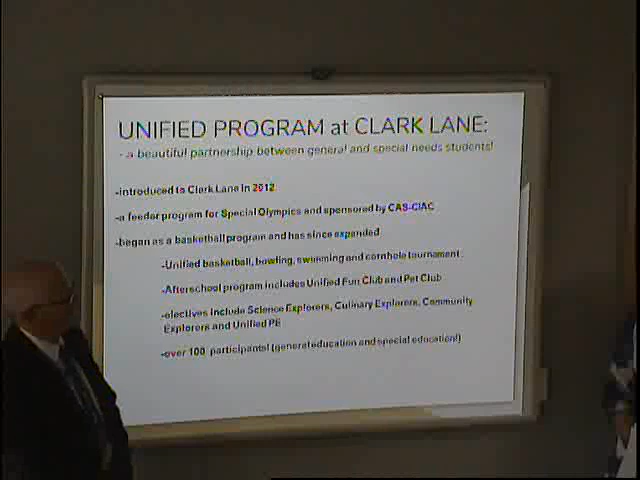 UNIFIED PROGRAM at CLARK LANE:
- a beautiful partnership between general and special needs students!
-introduced to Clark Lane in 2012
-a feeder program for Special Olympics and sponsored by CAS-CIAC
-began as a basketball program and has since expanded
-Unified basketball, bowling, swimming and cornhole tournament
-Afterschool program includes Unified Fun Club and Pet Club
-electives include Science Explorers, Culinary Explorers, Community
Explorers and Unified PE
-over 100 participants! (general education and special education!)